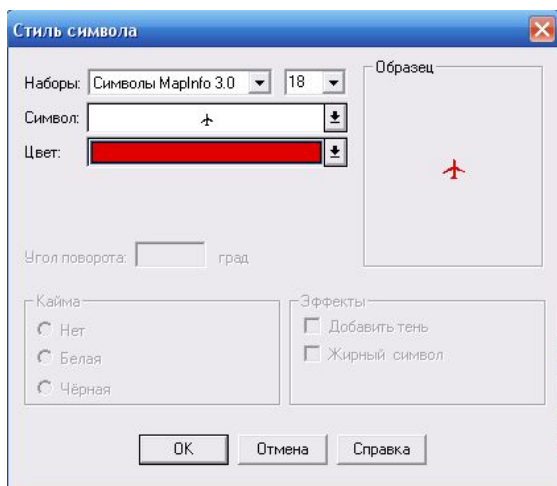 Стиль символа
Наборы: Символы MapInfo 3.0 18
Образец
Символ:
Цвет:
Угол поворота: град
Кайма
Нет
Белая
Чёрная
Эффекты
Добавить тень
Жирный символ
OK Отмена Справка